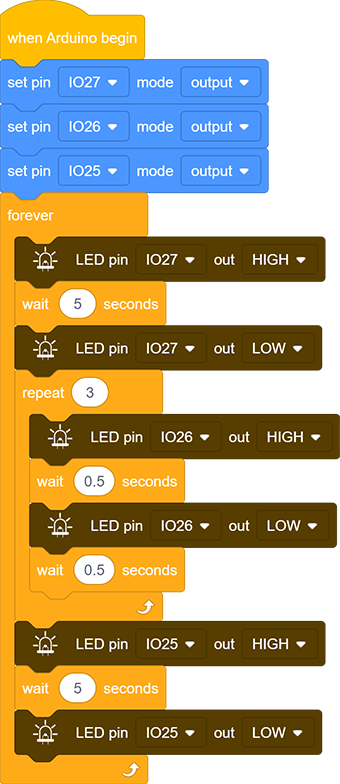 when Arduino begin
set pin IO27 mode output
set pin IO26 mode output
set pin IO25 mode output
forever
LED pin IO27 out HIGH
wait 5 seconds
LED pin IO27 out LOW
repeat 3
LED pin IO26 out HIGH
wait 0.5 seconds
LED pin IO26 out LOW
wait 0.5 seconds
LED pin IO25 out HIGH
wait 5 seconds
LED pin IO25 out LOW